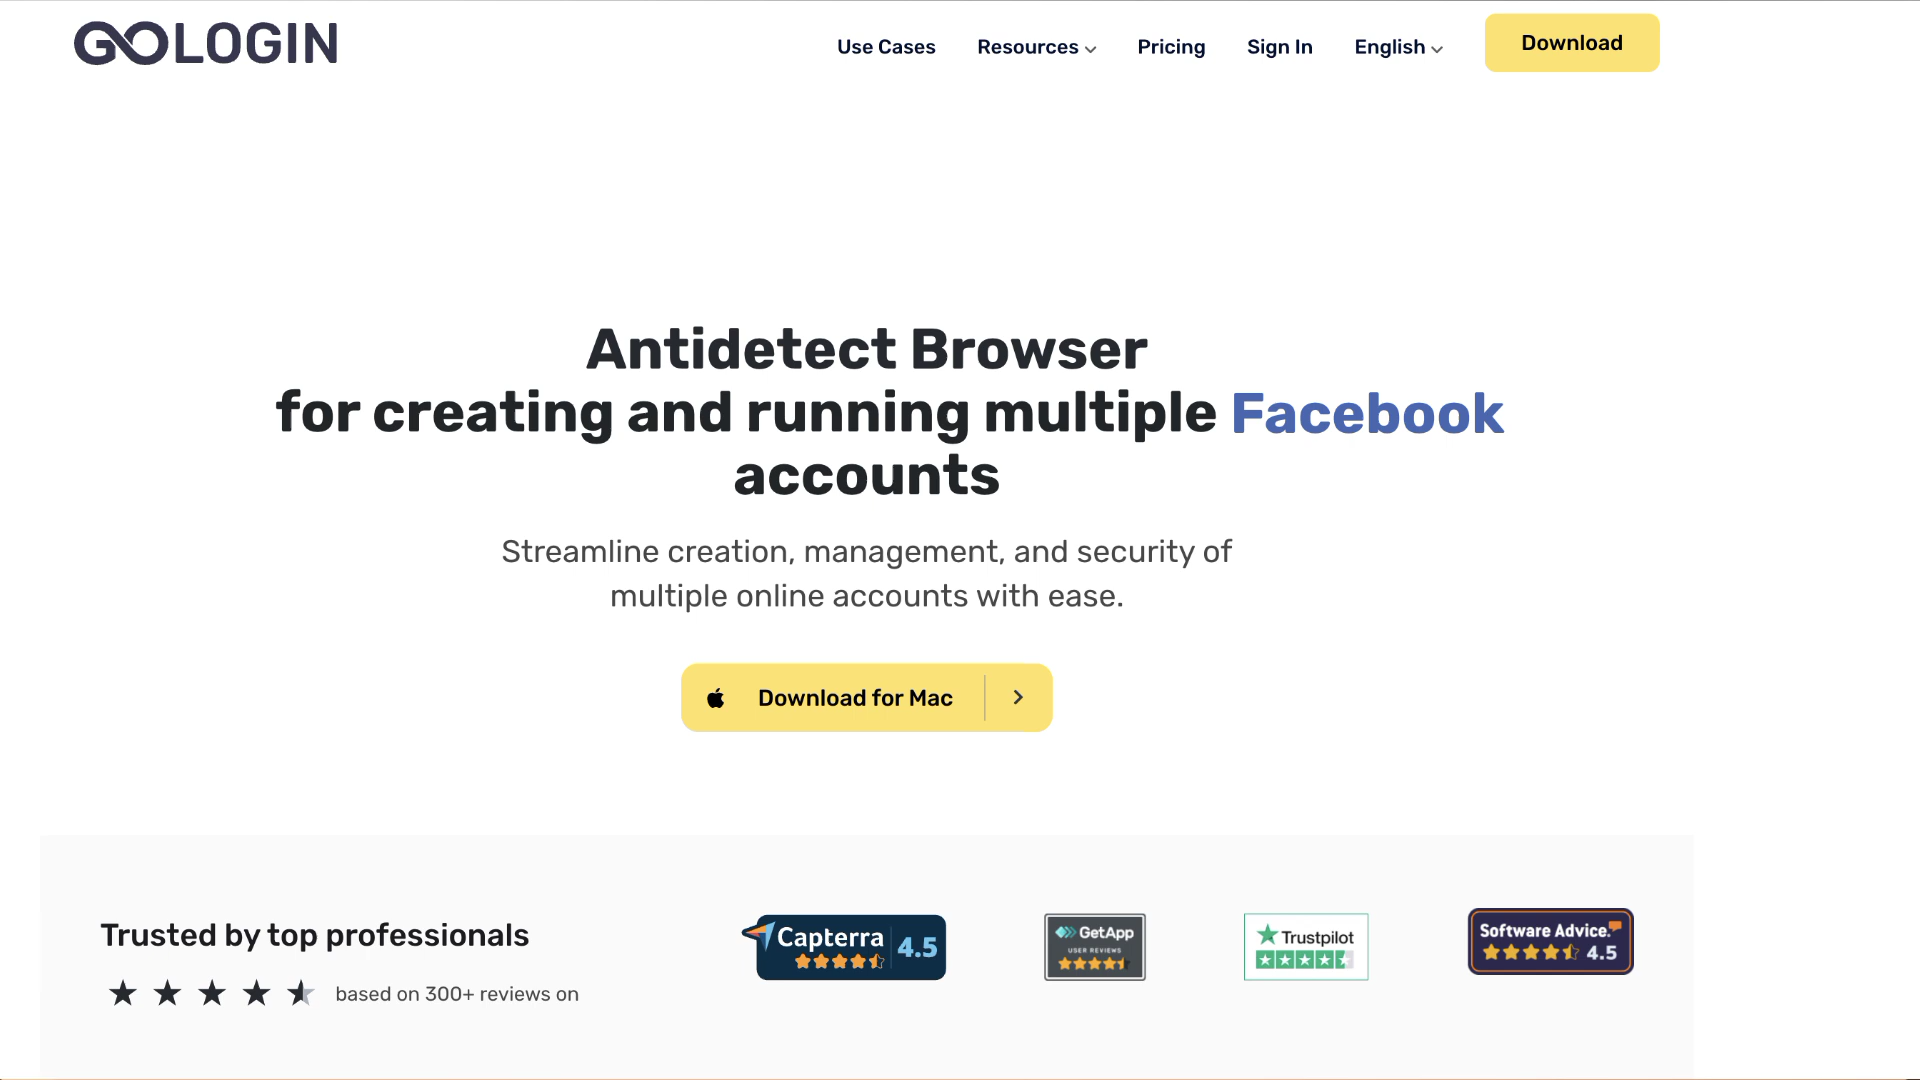 GOLOGIN
Use Cases
Resources
Pricing
Sign In
English
Download
Antidetect Browser
for creating and running multiple Facebook
accounts
Streamline creation, management, and security of
multiple online accounts with ease.
Download for Mac
Trusted by top professionals
based on 300+ reviews on
Capterra
4.5
GetApp
USER REVIEWS
Trustpilot
Software Advice.
4.5